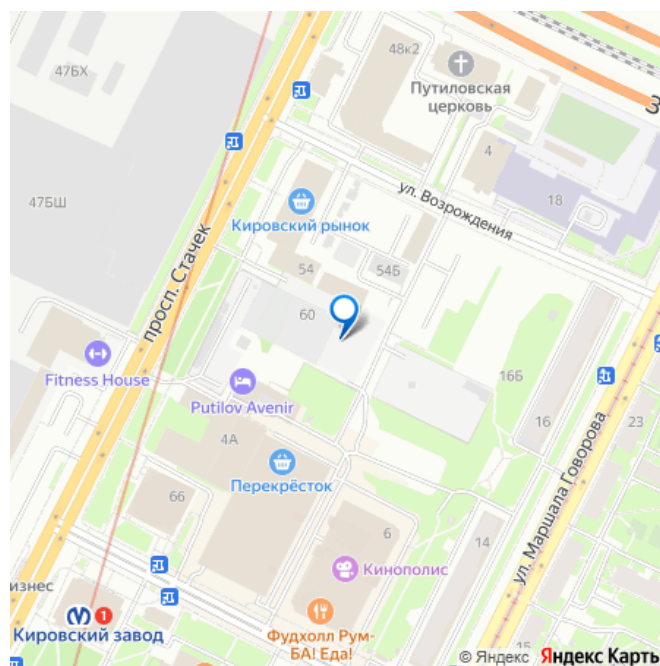 48к2
Путиловская
церковь
З
47БХ
4
18
ул. Возрождения
47БШ
Кировский рынок
просп. Стачек
54
54Б
60
Fitness House
Putilov Avenir
16Б
16
23
4А
Перекрёсток
ул. Маршала Говорова
66
6
14
Кинополис
изнес
1
Кировский завод
Фудхолл Рум-
БА! Еда!
15
© Яндекс Яндекс Карть